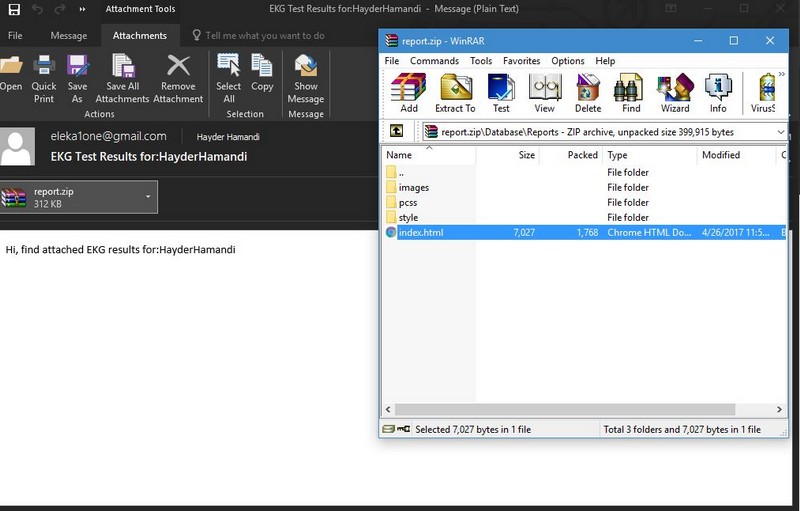 Attachment Tools
EKG Test Results for:HayderHamandi - Message (Plain Text)
File Message Attachments Tell me what you want to do
Open Quick Print Save As Save All Attachments Remove Attachment Select All Copy Show Message
Actions Selection Message
eleka1one@gmail.com Hayder Hamandi
EKG Test Results for:HayderHamandi
report.zip
312 KB
Hi, find attached EKG results for:HayderHamandi
report.zip - WinRAR
File Commands Tools Favorites Options Help
Add Extract To Test View Delete Find Wizard Info VirusS
report.zip\Database\Reports - ZIP archive, unpacked size 399,915 bytes
Name Size Packed Type Modified C
.. File folder
images File folder
pcss File folder
style File folder
index.html 7,027 1,768 Chrome HTML Do... 4/26/2017 11:5...
Selected 7,027 bytes in 1 file Total 3 folders and 7,027 bytes in 1 file